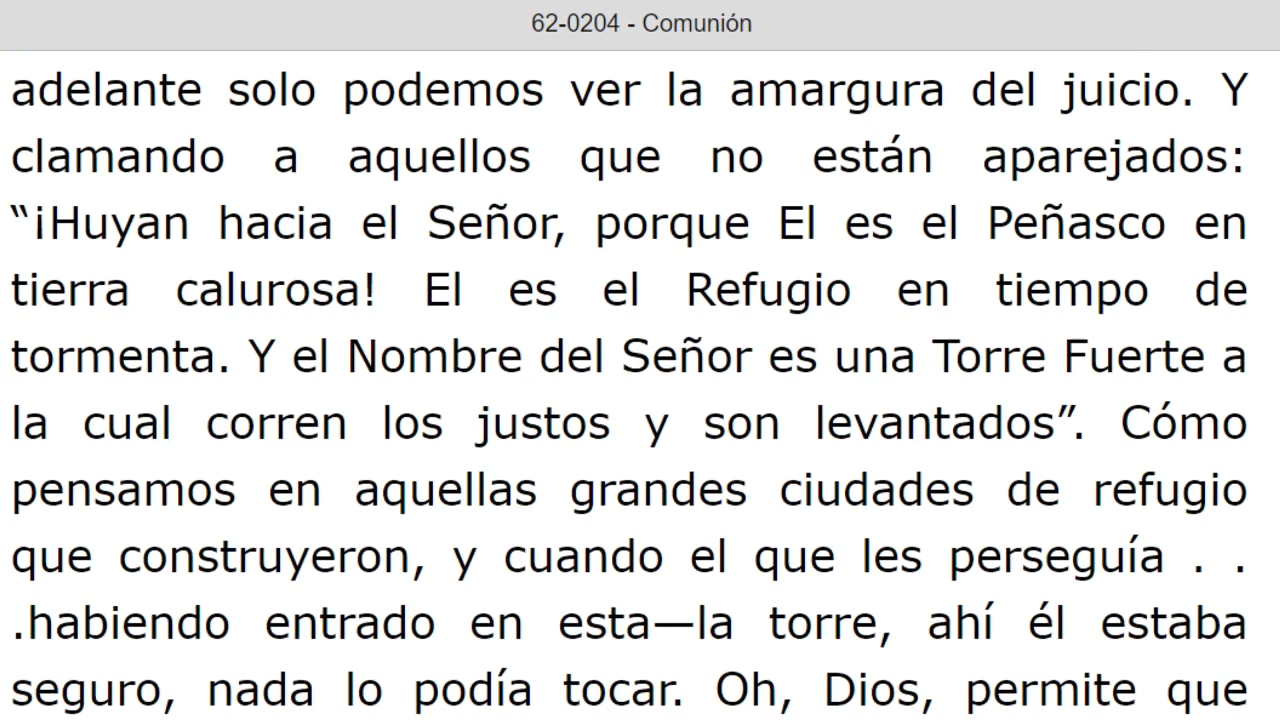 62-0204 - Comunión
adelante solo podemos ver la amargura del juicio. Y
clamando a aquellos que no están aparejados:
“¡Huyan hacia el Señor, porque El es el Peñasco en
tierra calurosa! El es el Refugio en tiempo de
tormenta. Y el Nombre del Señor es una Torre Fuerte a
la cual corren los justos y son levantados”. Cómo
pensamos en aquellas grandes ciudades de refugio
que construyeron, y cuando el que les perseguía . .
.habiendo entrado en esta—la torre, ahí él estaba
seguro, nada lo podía tocar. Oh, Dios, permite que